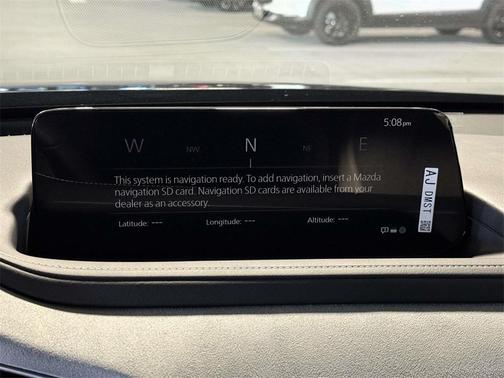 5:08pm
W NW N NE E
This system is navigation ready. To add navigation, insert a Mazda
navigation SD card. Navigation SD cards are available from your
dealer as an accessory.
Latitude: --- Longitude: --- Altitude: ---
AJ DMST